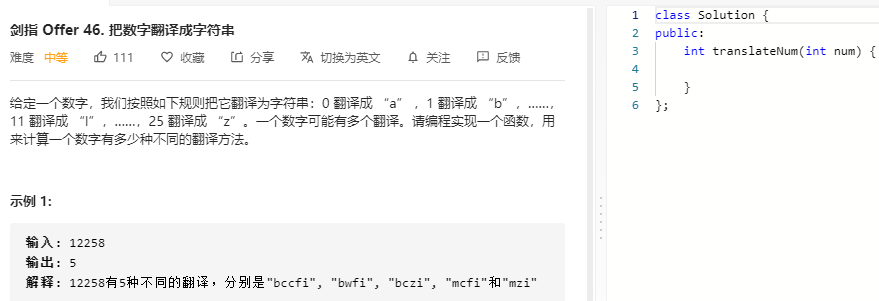 剑指 Offer 46. 把数字翻译成字符串
难度 中等 111 收藏 分享 切换为英文 关注 反馈
给定一个数字，我们按照如下规则把它翻译为字符串：0 翻译成 “a” ，1 翻译成 “b”，……，
11 翻译成 “l”，……，25 翻译成 “z”。一个数字可能有多个翻译。请编程实现一个函数，用
来计算一个数字有多少种不同的翻译方法。
示例 1:
输入: 12258
输出: 5
解释: 12258有5种不同的翻译，分别是"bccfi", "bwfi", "bczi", "mcfi"和"mzi"
1 class Solution {
2 public:
3 int translateNum(int num) {
4
5 }
6 };